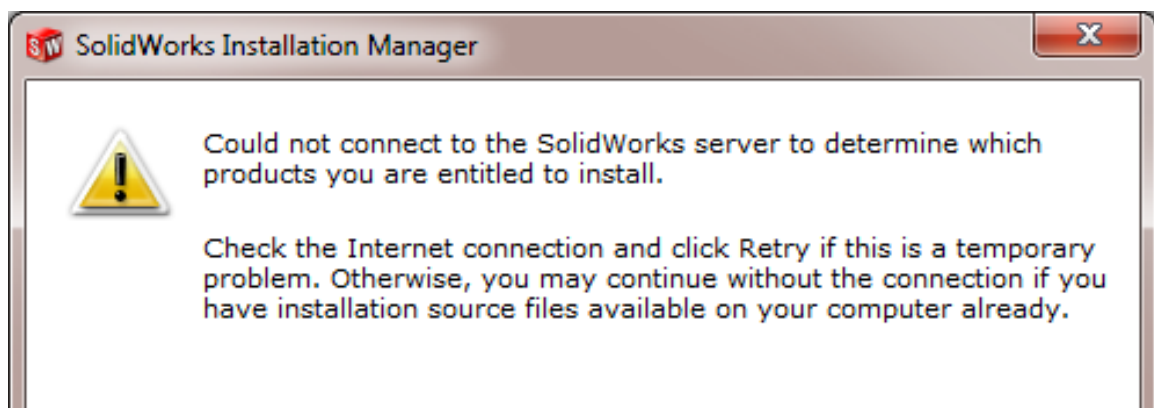 SW SolidWorks Installation Manager
Could not connect to the SolidWorks server to determine which
products you are entitled to install.
Check the Internet connection and click Retry if this is a temporary
problem. Otherwise, you may continue without the connection if you
have installation source files available on your computer already.